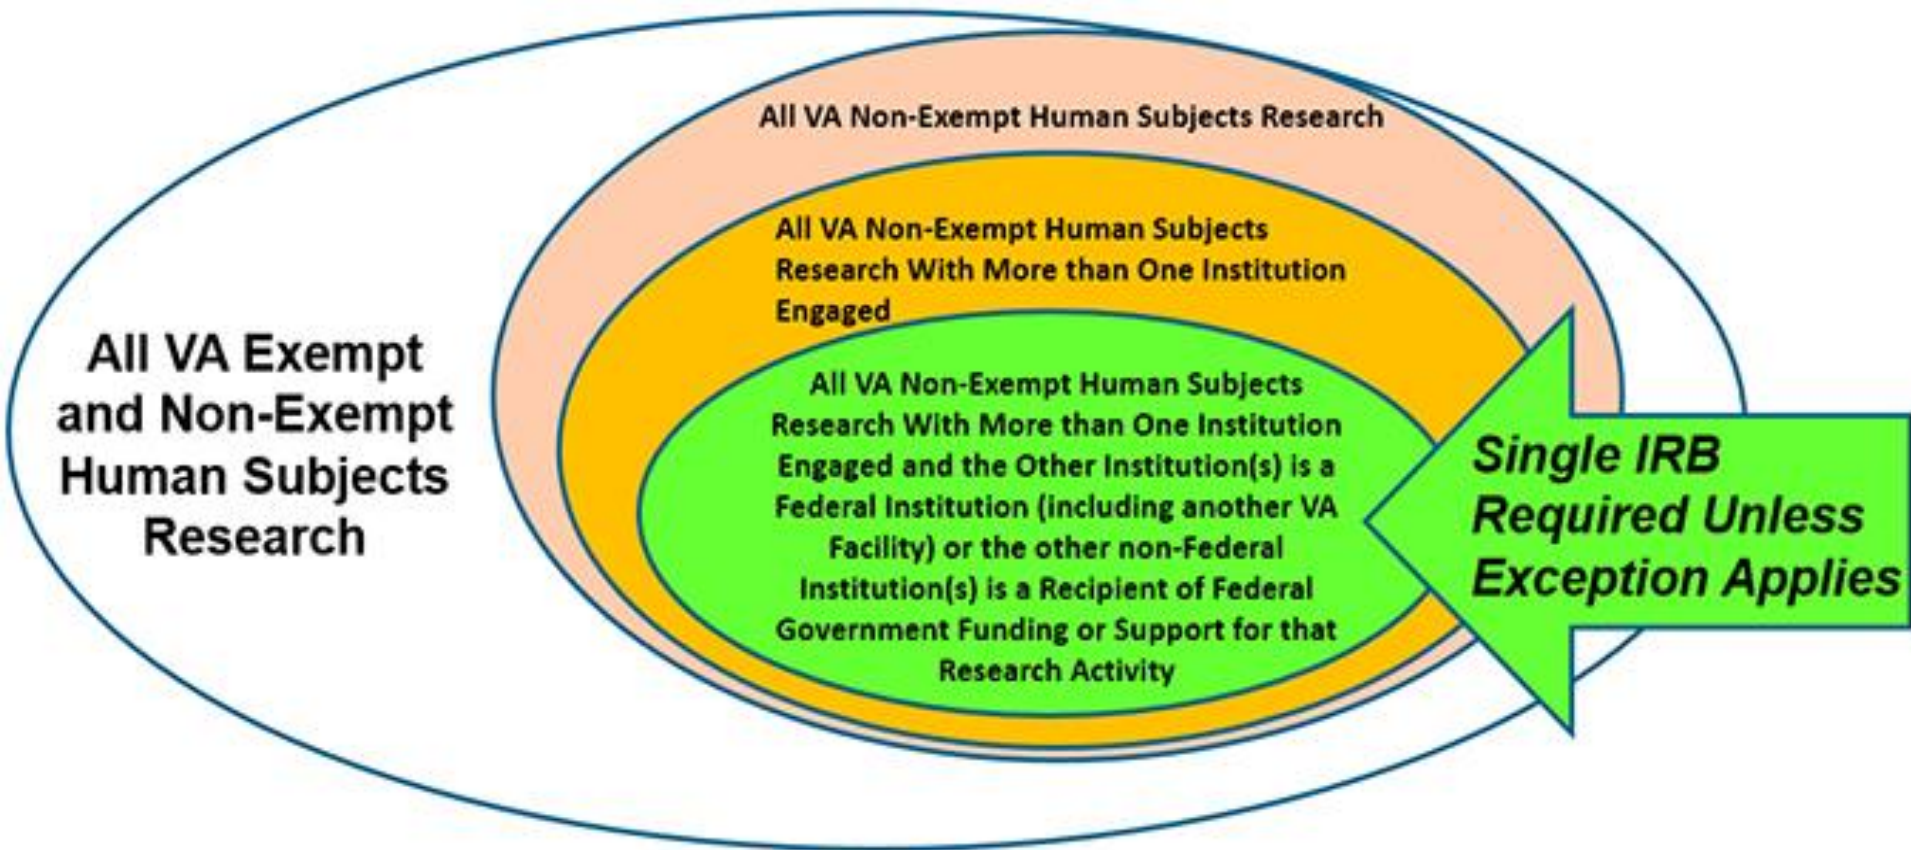 All VA Non-Exempt Human Subjects Research
All VA Non-Exempt Human Subjects
Research With More than One Institution
Engaged
All VA Exempt
and Non-Exempt
Human Subjects
Research
All VA Non-Exempt Human Subjects
Research With More than One Institution
Engaged and the Other Institution(s) is a
Federal Institution (including another VA
Facility) or the other non-Federal
Institution(s) is a Recipient of Federal
Government Funding or Support for that
Research Activity
Single IRB
Required Unless
Exception Applies